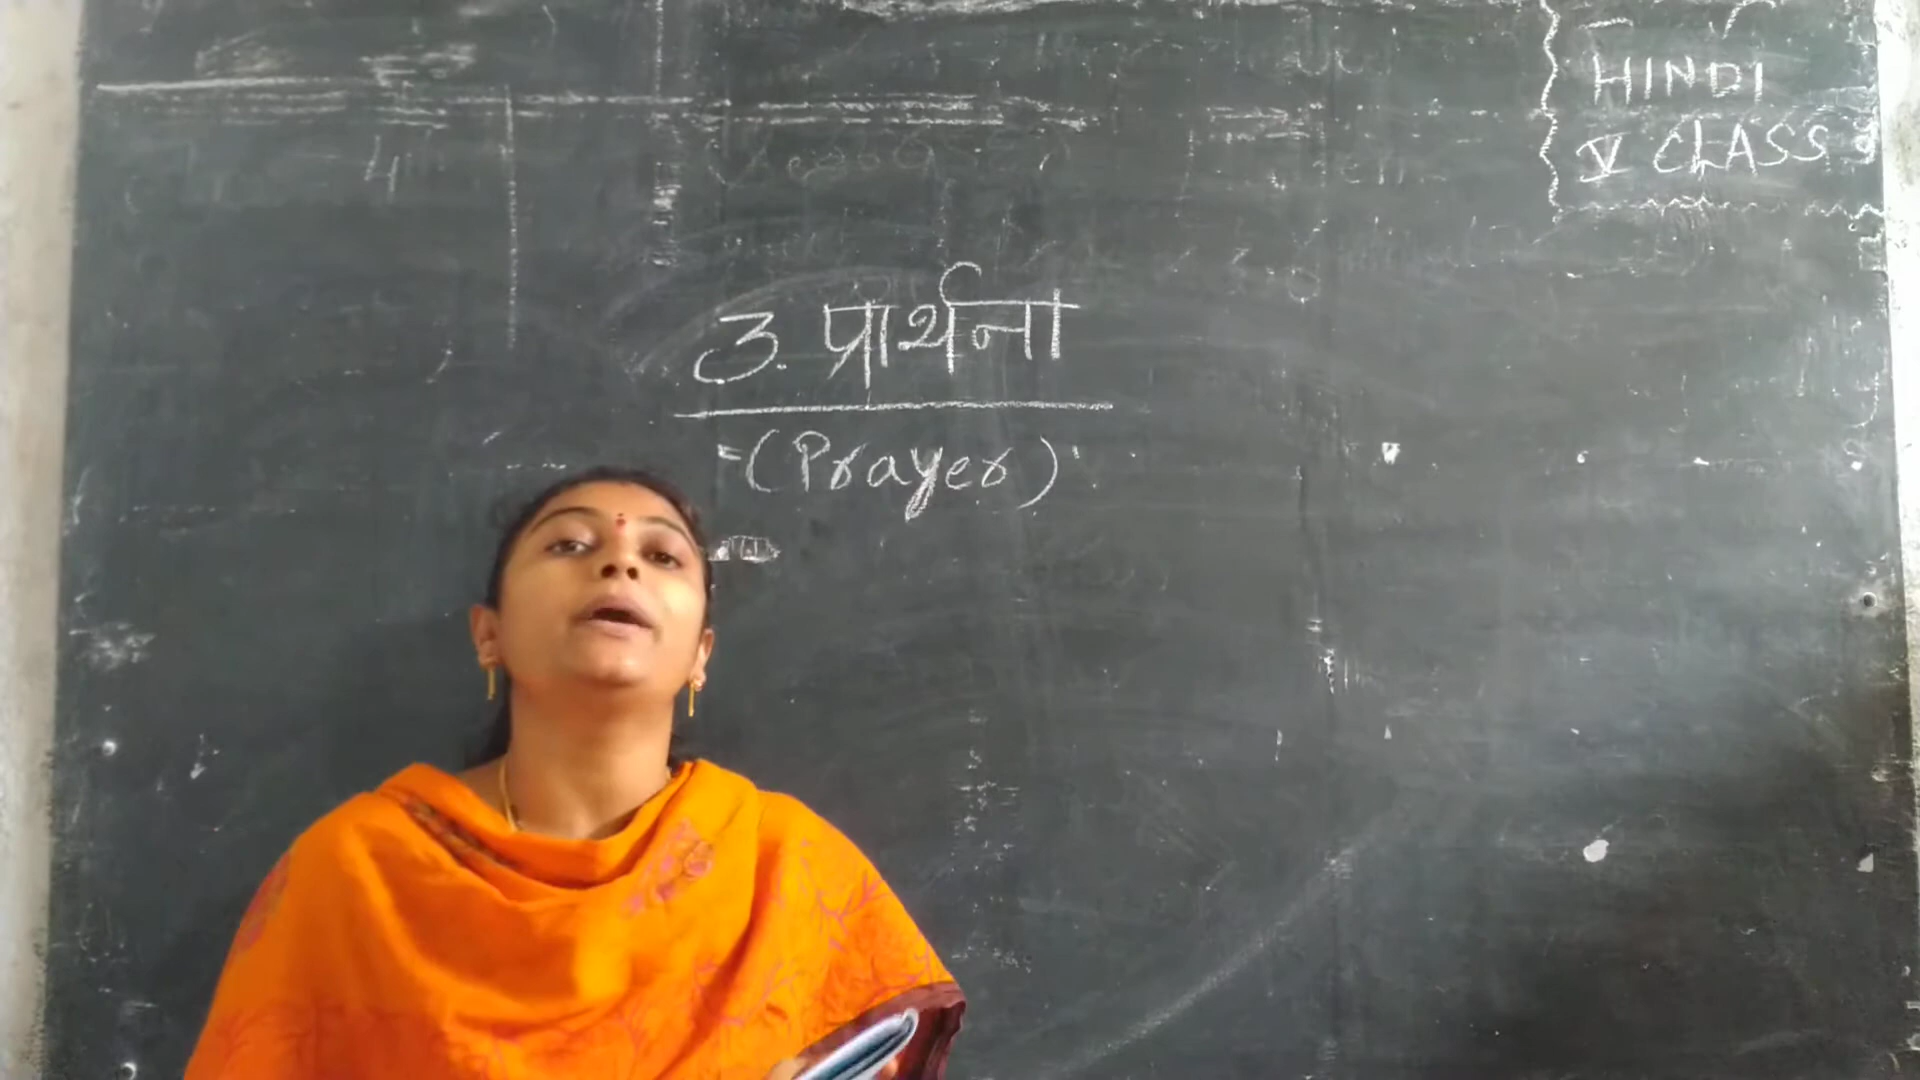 HINDI
V CLASS
3. प्रार्थना
(Prayer)